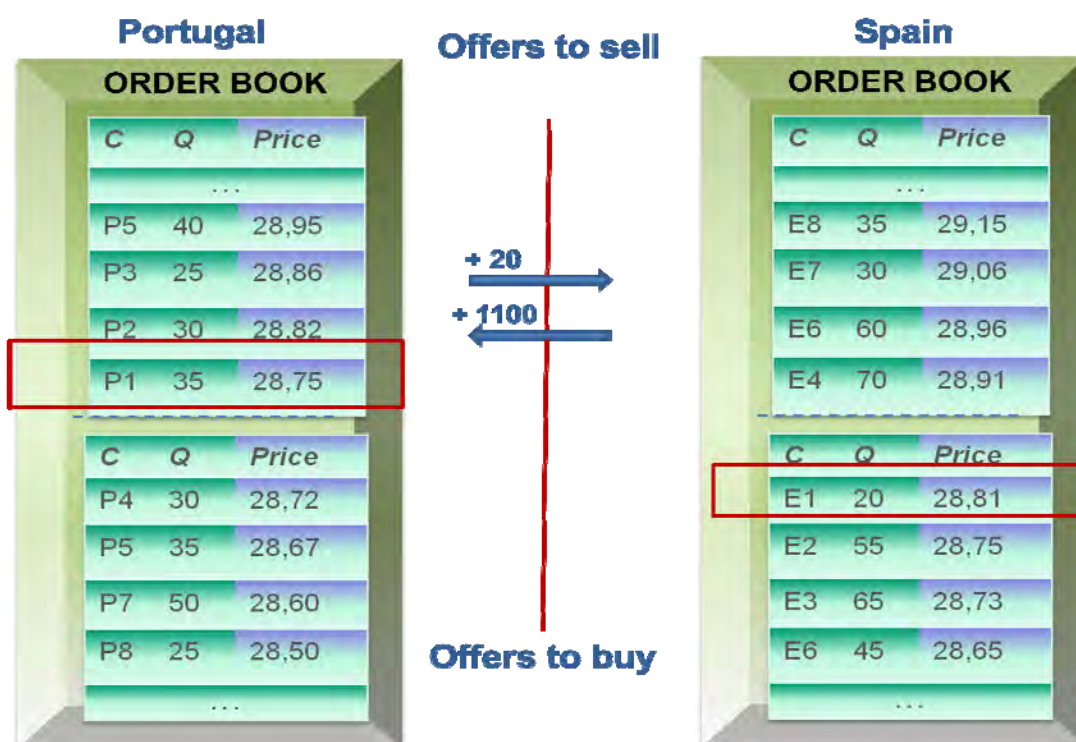 Portugal
ORDER BOOK
C Q Price
...
P5 40 28,95
P3 25 28,86
P2 30 28,82
P1 35 28,75
C Q Price
P4 30 28,72
P5 35 28,67
P7 50 28,60
P8 25 28,50
...
Offers to sell
+ 20
+ 1100
Offers to buy
Spain
ORDER BOOK
C Q Price
...
E8 35 29,15
E7 30 29,06
E6 60 28,96
E4 70 28,91
C Q Price
E1 20 28,81
E2 55 28,75
E3 65 28,73
E6 45 28,65
...